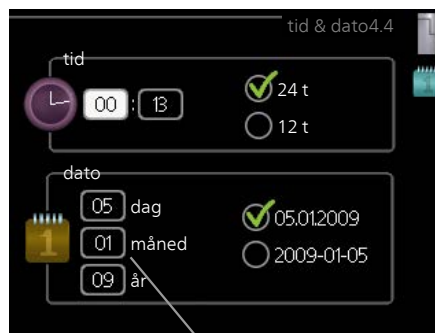 tid & dato4.4
tid
00 : 13
24 t
12 t
dato
05 dag
01 måned
09 år
05.01.2009
2009-01-05
1